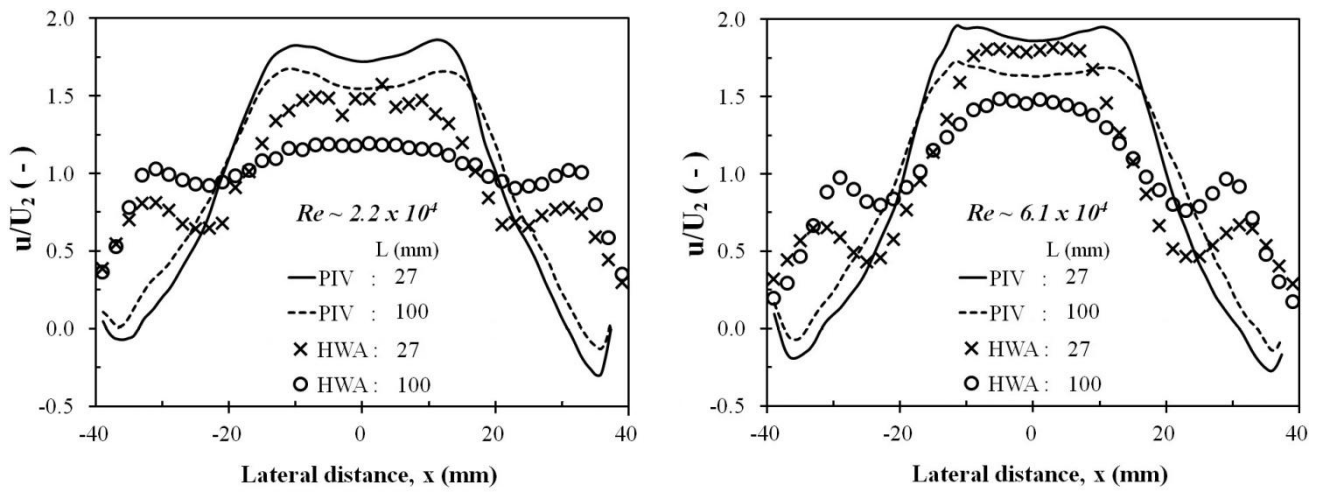 2.0
1.5
1.0
0.5
0.0
-0.5
u/U2 ( - )
Re ~ 2.2 x 10⁴
L (mm)
PIV : 27
PIV : 100
HWA : 27
HWA : 100
-40 -20 0 20 40
Lateral distance, x (mm)
2.0
1.5
1.0
0.5
0.0
-0.5
u/U2 ( - )
Re ~ 6.1 x 10⁴
L (mm)
PIV : 27
PIV : 100
HWA : 27
HWA : 100
-40 -20 0 20 40
Lateral distance, x (mm)